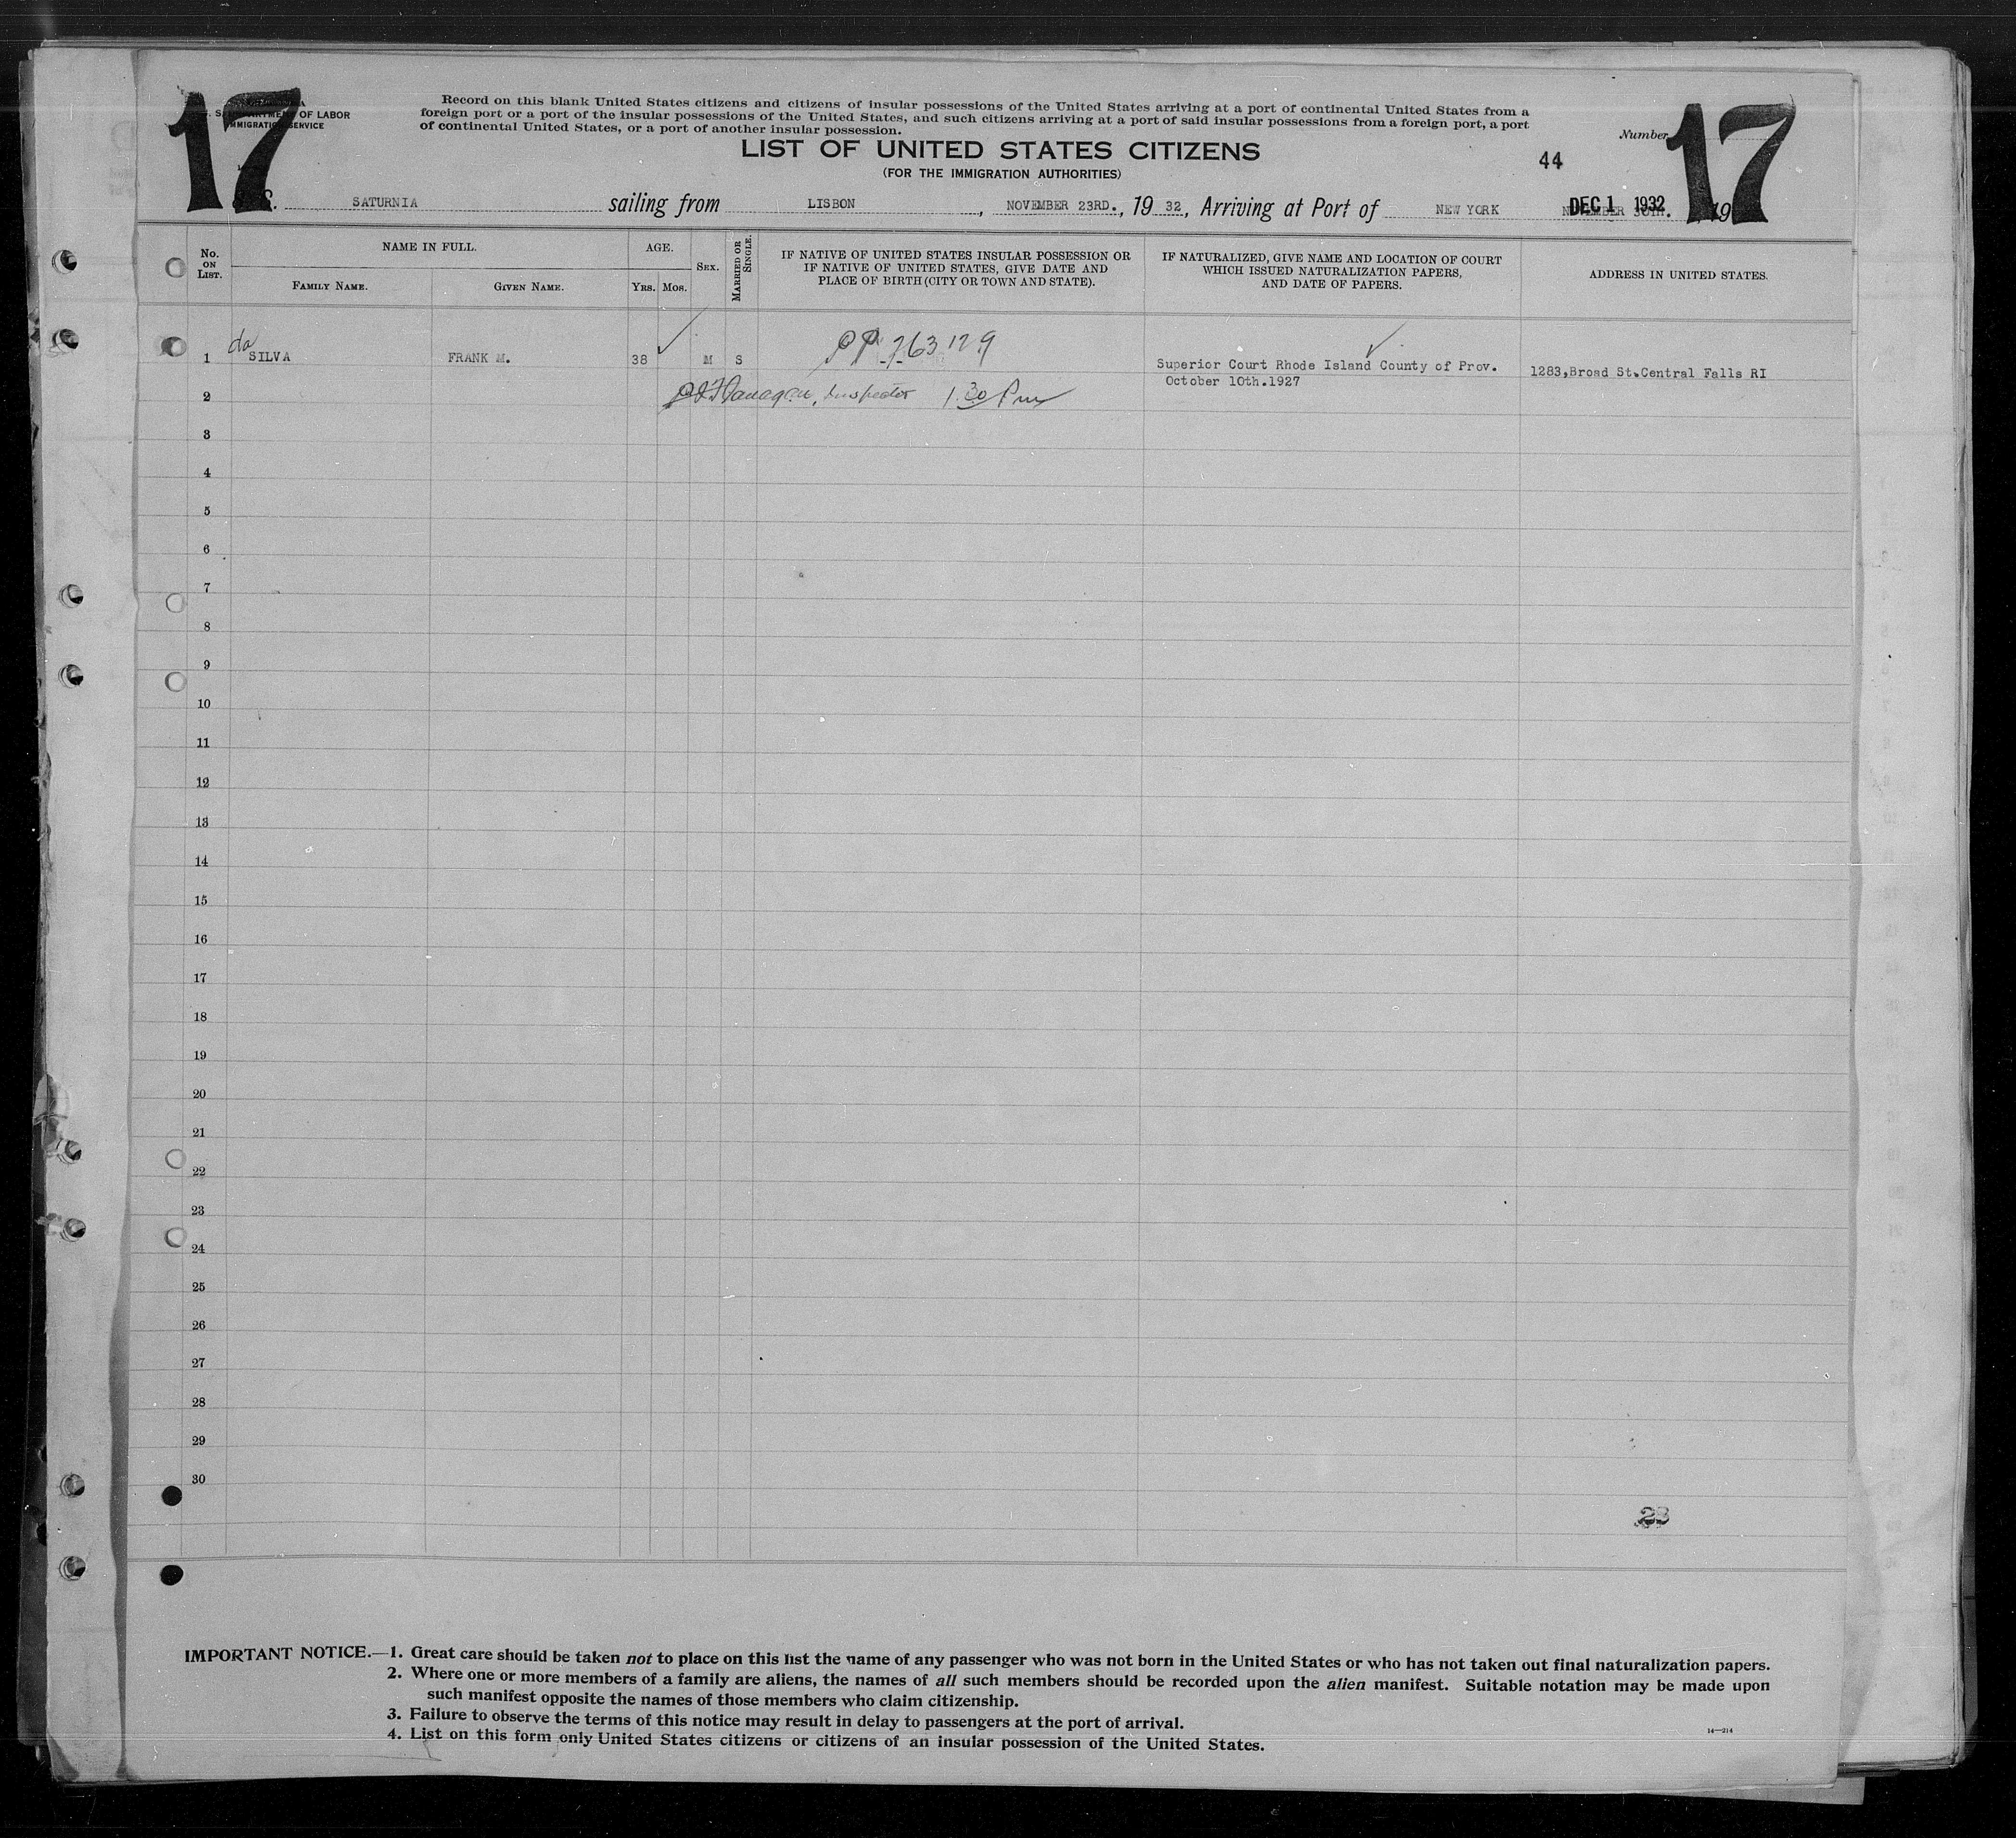 17
17
DEPARTMENT OF LABOR
IMMIGRATION SERVICE
Record on this blank United States citizens and citizens of insular possessions of the United States arriving at a port of continental United States from a
foreign port or a port of the insular possessions of the United States, and such citizens arriving at a port of said insular possessions from a foreign port, a port
of continental United States, or a port of another insular possession.
Number
LIST OF UNITED STATES CITIZENS
44
(FOR THE IMMIGRATION AUTHORITIES)
S. SATURNIA sailing from LISBON, NOVEMBER 23RD., 19 32, Arriving at Port of NEW YORK NOVEMBER 30TH. DEC 1 1932, 19
No. ON LIST.
NAME IN FULL.
FAMILY NAME.
GIVEN NAME.
AGE.
YRS. MOS.
SEX.
MARRIED OR SINGLE.
IF NATIVE OF UNITED STATES INSULAR POSSESSION OR
IF NATIVE OF UNITED STATES, GIVE DATE AND
PLACE OF BIRTH (CITY OR TOWN AND STATE).
IF NATURALIZED, GIVE NAME AND LOCATION OF COURT
WHICH ISSUED NATURALIZATION PAPERS,
AND DATE OF PAPERS.
ADDRESS IN UNITED STATES.
1 da SILVA FRANK M. 38 M S PP 763129 Superior Court Rhode Island County of Prov. 1283,Broad St.Central Falls RI
October 10th.1927
2 Flanagan, Inspector 1.30 Pm
3
4
5
6
7
8
9
10
11
12
13
14
15
16
17
18
19
20
21
22
23
24
25
26
27
28
29
30
IMPORTANT NOTICE.—1. Great care should be taken not to place on this list the name of any passenger who was not born in the United States or who has not taken out final naturalization papers.
2. Where one or more members of a family are aliens, the names of all such members should be recorded upon the alien manifest. Suitable notation may be made upon
such manifest opposite the names of those members who claim citizenship.
3. Failure to observe the terms of this notice may result in delay to passengers at the port of arrival.
4. List on this form only United States citizens or citizens of an insular possession of the United States.
14—214